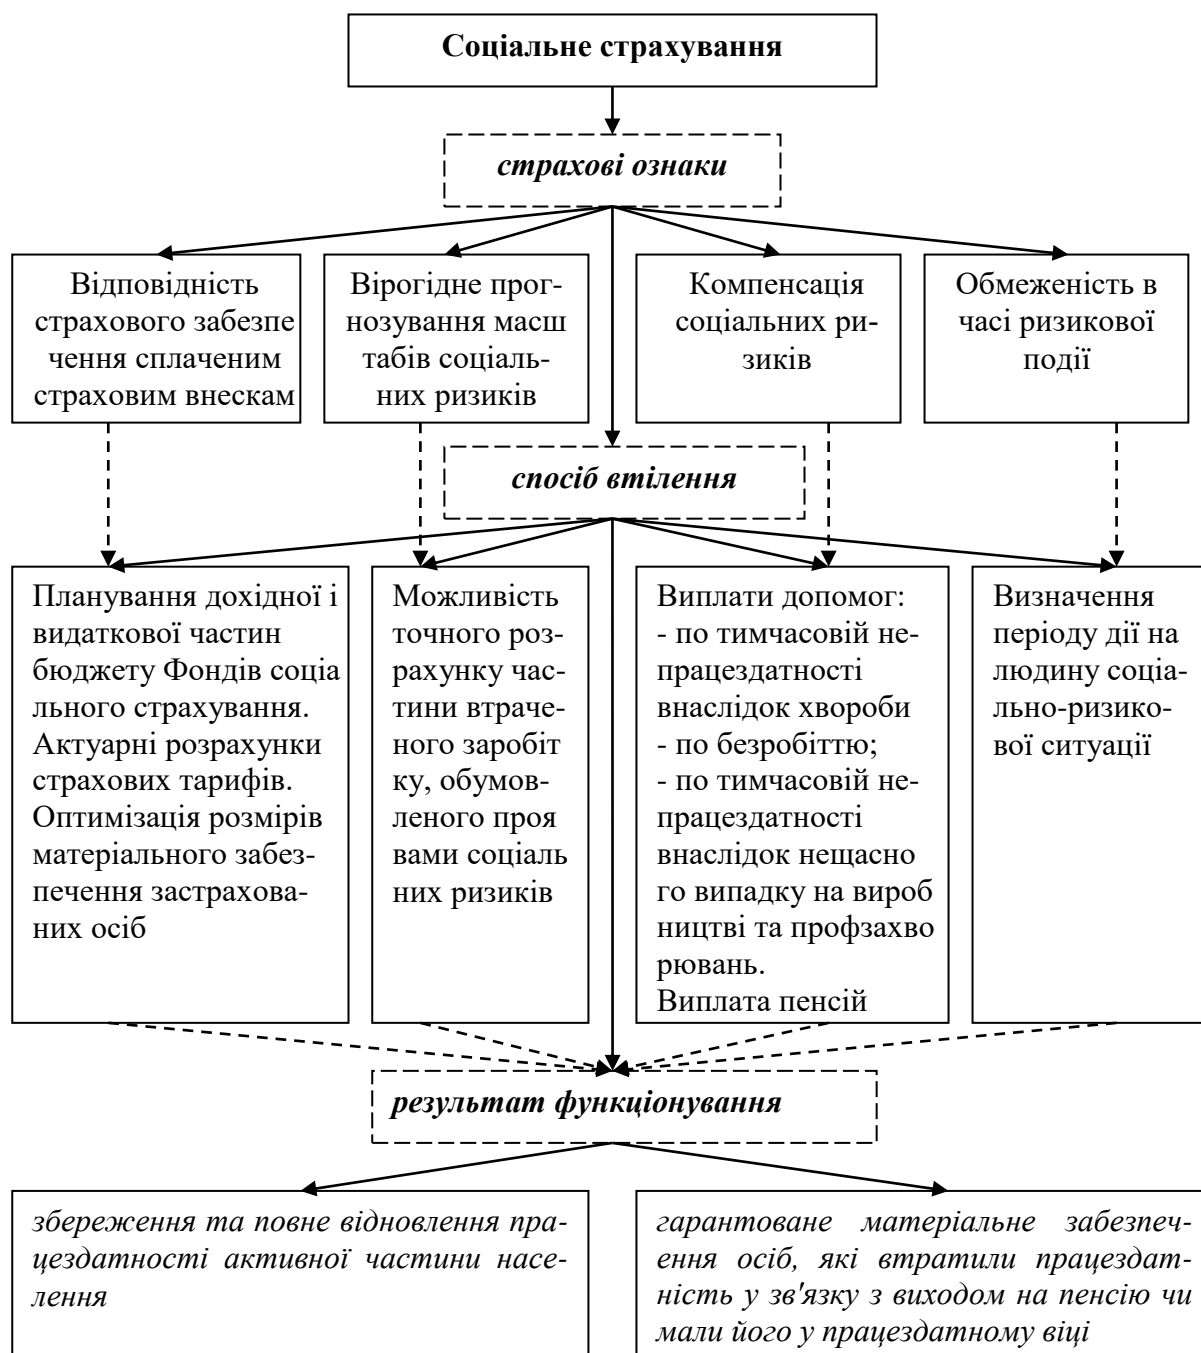 Соціальне страхування
страхові ознаки
Відповідність
страхового забезпе
чення сплаченим
страховим внескам
Вірогідне прог-
нозування масш
табів соціаль-
них ризиків
Компенсація
соціальних ри-
зиків
Обмеженість в
часі ризикової
події
спосіб втілення
Планування дохідної і
видаткової частин
бюджету Фондів соціа
льного страхування.
Актуарні розрахунки
страхових тарифів.
Оптимізація розмірів
матеріального забез-
печення застрахова-
них осіб
Можливість
точного роз-
рахунку час-
тини втраче-
ного заробіт
ку, обумов-
леного проя
вами соціаль
них ризиків
Виплати допомог:
- по тимчасовій не-
працездатності
внаслідок хвороби
- по безробіттю;
- по тимчасовій не-
працездатності
внаслідок нещасно
го випадку на вироб
ництві та профзахво
рювань.
Виплата пенсій
Визначення
періоду дії на
людину соціа-
льно-ризико-
вої ситуації
результат функціонування
збереження та повне відновлення пра-
цездатності активної частини насе-
лення
гарантоване матеріальне забезпеч-
ення осіб, які втратили працездат-
ність у зв'язку з виходом на пенсію чи
мали його у працездатному віці